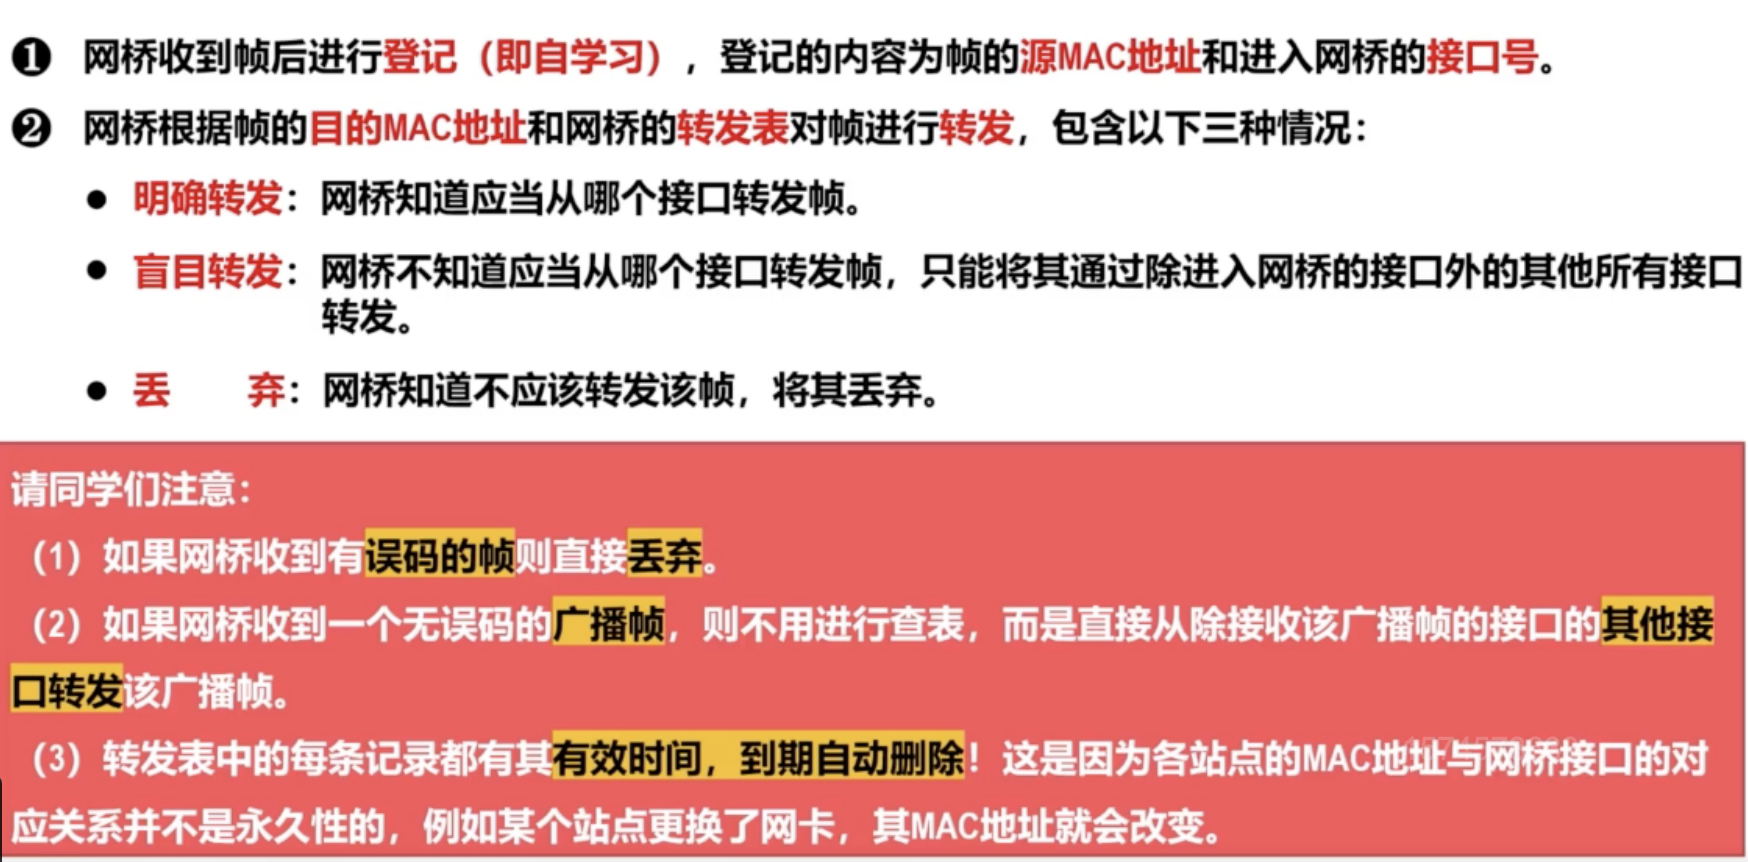 ❶ 网桥收到帧后进行登记（即自学习），登记的内容为帧的源MAC地址和进入网桥的接口号。
❷ 网桥根据帧的目的MAC地址和网桥的转发表对帧进行转发，包含以下三种情况：
● 明确转发：网桥知道应当从哪个接口转发帧。
● 盲目转发：网桥不知道应当从哪个接口转发帧，只能将其通过除进入网桥的接口外的其他所有接口
转发。
● 丢 弃：网桥知道不应该转发该帧，将其丢弃。
请同学们注意：
（1）如果网桥收到有误码的帧则直接丢弃。
（2）如果网桥收到一个无误码的广播帧，则不用进行查表，而是直接从除接收该广播帧的接口的其他接
口转发该广播帧。
（3）转发表中的每条记录都有其有效时间，到期自动删除！这是因为各站点的MAC地址与网桥接口的对
应关系并不是永久性的，例如某个站点更换了网卡，其MAC地址就会改变。